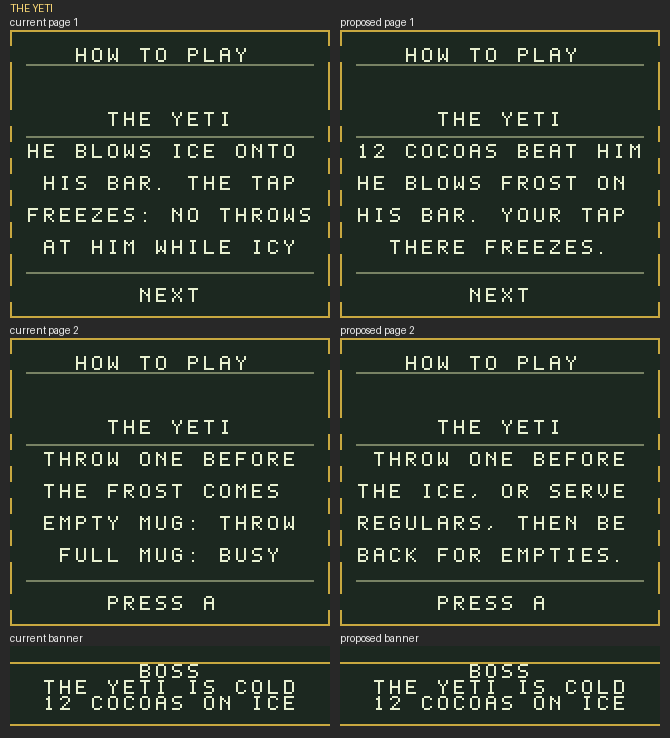 THE YETI
current page 1
HOW TO PLAY
THE YETI
HE BLOWS ICE ONTO
HIS BAR. THE TAP
FREEZES: NO THROWS
AT HIM WHILE ICY
NEXT
proposed page 1
HOW TO PLAY
THE YETI
12 COCOAS BEAT HIM
HE BLOWS FROST ON
HIS BAR. YOUR TAP
THERE FREEZES.
NEXT
current page 2
HOW TO PLAY
THE YETI
THROW ONE BEFORE
THE FROST COMES
EMPTY MUG: THROW
FULL MUG: BUSY
PRESS A
proposed page 2
HOW TO PLAY
THE YETI
THROW ONE BEFORE
THE ICE, OR SERVE
REGULARS, THEN BE
BACK FOR EMPTIES.
PRESS A
current banner
BOSS
THE YETI IS COLD
12 COCOAS ON ICE
proposed banner
BOSS
THE YETI IS COLD
12 COCOAS ON ICE